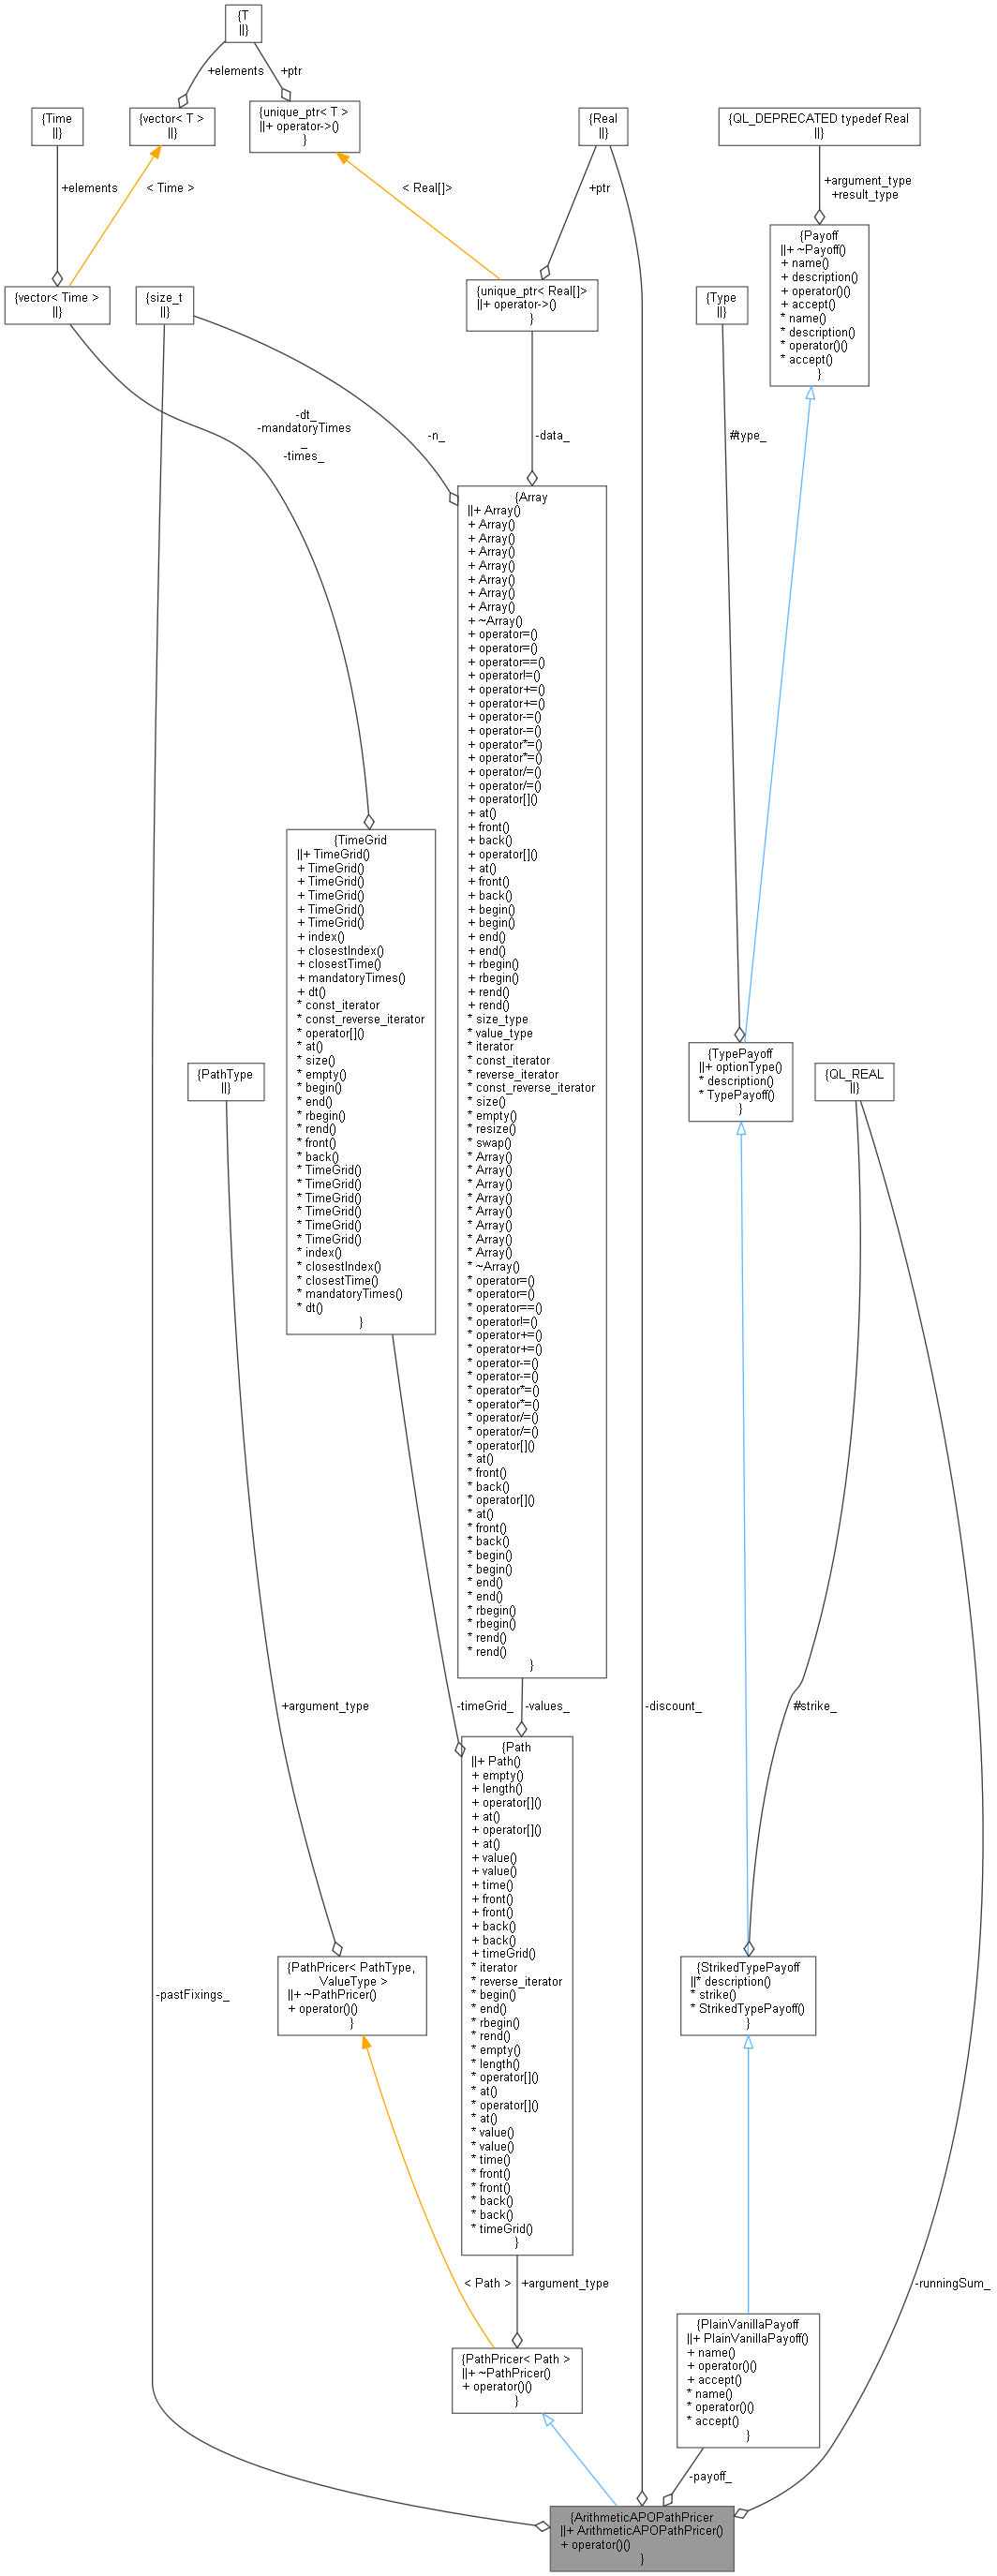 {T
||}
+elements
+ptr
{Time
||}
{vector< T >
||}
{unique_ptr< T >
||+ operator->()
}
{Real
||}
{QL_DEPRECATED typedef Real
||}
+elements
< Time >
< Real[]>
+ptr
+argument_type
+result_type
{vector< Time >
||}
{size_t
||}
{unique_ptr< Real[]>
||+ operator->()
}
{Type
||}
{Payoff
||+ ~Payoff()
+ name()
+ description()
+ operator()()
+ accept()
* name()
* description()
* operator()()
* accept()
}
-dt_
-mandatoryTimes
_
-times_
-n_
-data_
#type_
{Array
||+ Array()
+ Array()
+ Array()
+ Array()
+ Array()
+ Array()
+ Array()
+ Array()
+ ~Array()
+ operator=()
+ operator=()
+ operator==()
+ operator!=()
+ operator+=()
+ operator+=()
+ operator-=()
+ operator-=()
+ operator*=()
+ operator*=()
+ operator/=()
+ operator/=()
+ operator[]()
+ at()
+ front()
+ back()
+ operator[]()
+ at()
+ front()
+ back()
+ begin()
+ begin()
+ end()
+ end()
+ rbegin()
+ rbegin()
+ rend()
+ rend()
* size_type
* value_type
* iterator
* const_iterator
* reverse_iterator
* const_reverse_iterator
* size()
* empty()
* resize()
* swap()
* Array()
* Array()
* Array()
* Array()
* Array()
* Array()
* Array()
* Array()
* ~Array()
* operator=()
* operator=()
* operator==()
* operator!=()
* operator+=()
* operator+=()
* operator-=()
* operator-=()
* operator*=()
* operator*=()
* operator/=()
* operator/=()
* operator[]()
* at()
* front()
* back()
* operator[]()
* at()
* front()
* back()
* begin()
* begin()
* end()
* end()
* rbegin()
* rbegin()
* rend()
* rend()
}
{TimeGrid
||+ TimeGrid()
+ TimeGrid()
+ TimeGrid()
+ TimeGrid()
+ TimeGrid()
+ TimeGrid()
+ index()
+ closestIndex()
+ closestTime()
+ mandatoryTimes()
+ dt()
* const_iterator
* const_reverse_iterator
* operator[]()
* at()
* size()
* empty()
* begin()
* end()
* rbegin()
* rend()
* front()
* back()
* TimeGrid()
* TimeGrid()
* TimeGrid()
* TimeGrid()
* TimeGrid()
* TimeGrid()
* index()
* closestIndex()
* closestTime()
* mandatoryTimes()
* dt()
}
{PathType
||}
{TypePayoff
||+ optionType()
* description()
* TypePayoff()
}
{QL_REAL
||}
+argument_type
-timeGrid_
-values_
-discount_
#strike_
{Path
||+ Path()
+ empty()
+ length()
+ operator[]()
+ at()
+ operator[]()
+ at()
+ value()
+ value()
+ time()
+ front()
+ front()
+ back()
+ back()
+ timeGrid()
* iterator
* reverse_iterator
* begin()
* end()
* rbegin()
* rend()
* empty()
* length()
* operator[]()
* at()
* operator[]()
* at()
* value()
* value()
* time()
* front()
* front()
* back()
* back()
* timeGrid()
}
-pastFixings_
{PathPricer< PathType,
ValueType >
||+ ~PathPricer()
+ operator()()
}
{StrikedTypePayoff
||* description()
* strike()
* StrikedTypePayoff()
}
< Path >
+argument_type
-runningSum_
{PathPricer< Path >
||+ ~PathPricer()
+ operator()()
}
{PlainVanillaPayoff
||+ PlainVanillaPayoff()
+ name()
+ operator()()
+ accept()
* name()
* operator()()
* accept()
}
-payoff_
{ArithmeticAPOPathPricer
||+ ArithmeticAPOPathPricer()
+ operator()()
}